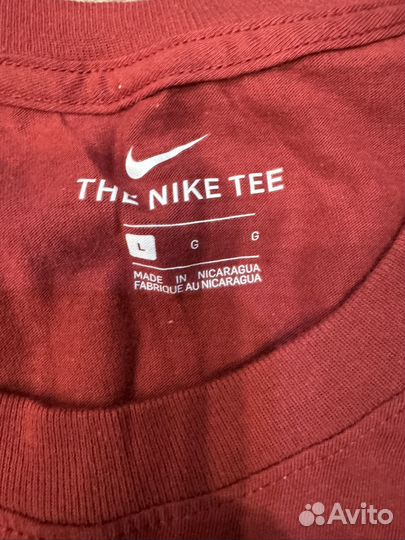 THE NIKE TEE
L G G
MADE IN NICARAGUA
FABRIQUE AU NICARAGUA
Avito